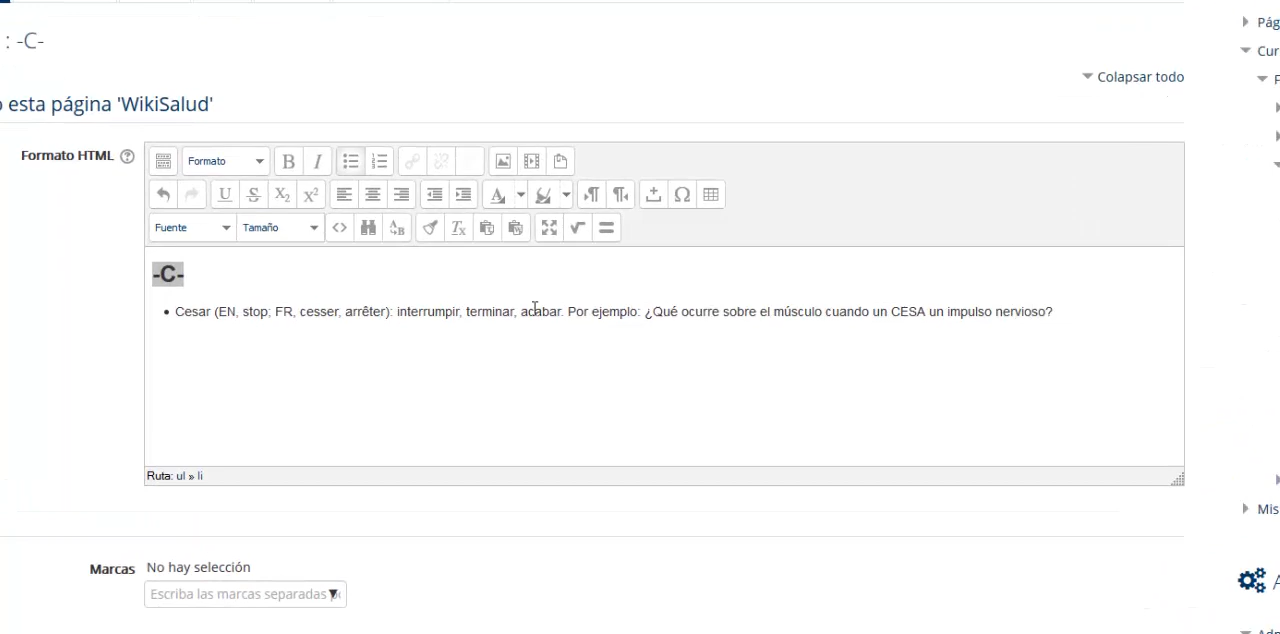 : -C-
Pág
Cur
Colapsar todo
F
o esta página 'WikiSalud'
Formato HTML
Formato
B I
U S X2 X2
Fuente Tamaño
-C-
• Cesar (EN, stop; FR, cesser, arrêter): interrumpir, terminar, acabar. Por ejemplo: ¿Qué ocurre sobre el músculo cuando un CESA un impulso nervioso?
Ruta: ul » li
Mis
Marcas No hay selección
A
Escriba las marcas separadas